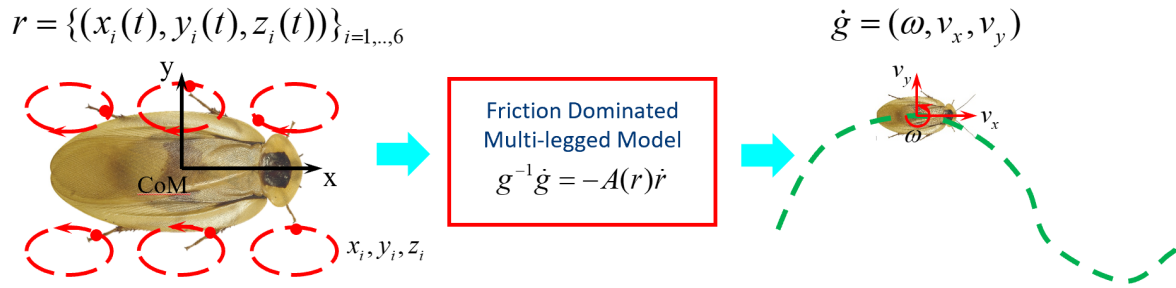 r = {(x_i(t), y_i(t), z_i(t))}_{i=1,..,6}
y
x
CoM
x_i, y_i, z_i
Friction Dominated
Multi-legged Model
g^{-1}ġ = −A(r)ṙ
ġ = (ω, v_x, v_y)
v_y
v_x
ω